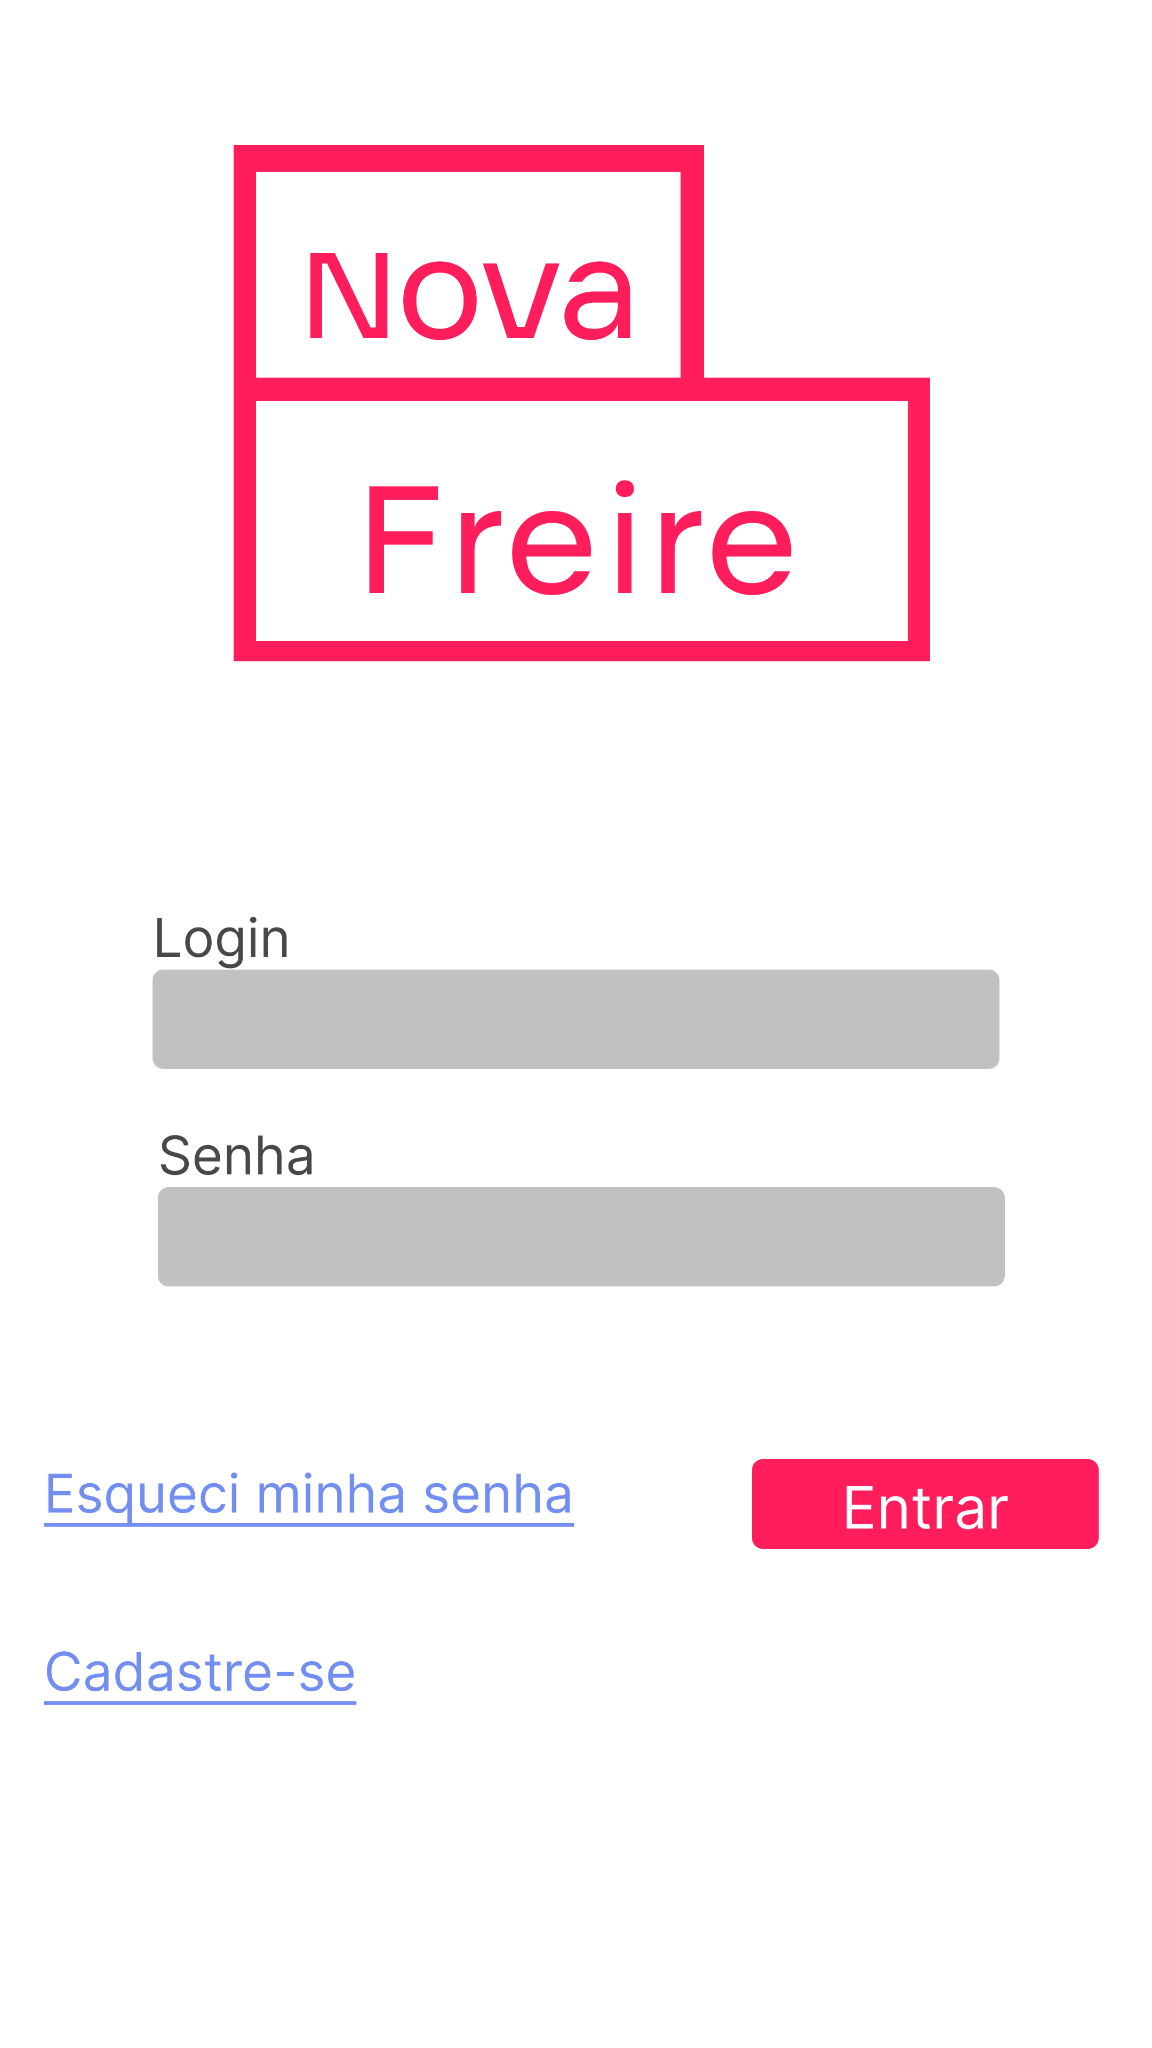 Nova
Freire
Login
Senha
Esqueci minha senha
Entrar
Cadastre-se